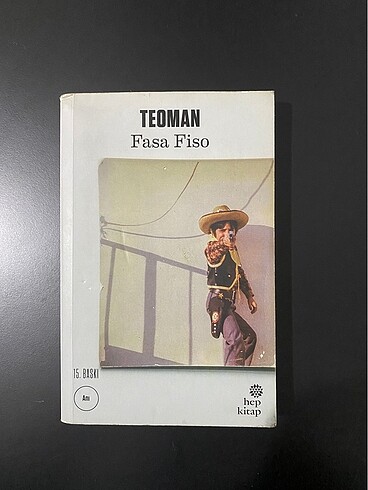 TEOMAN
Fasa Fiso
15. BASKI
Anı
hep
kitap